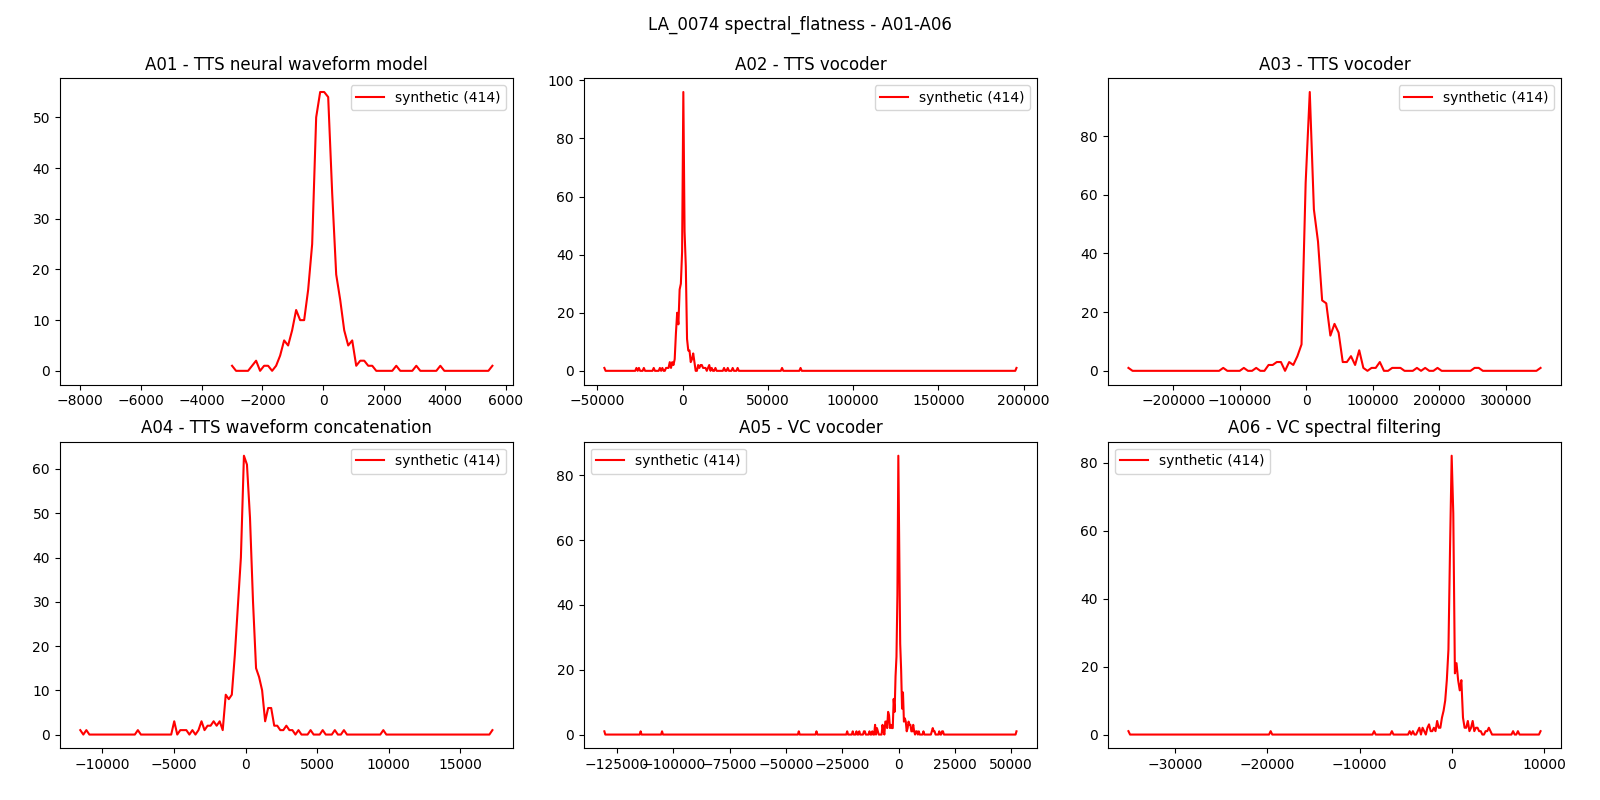 LA_0074 spectral_flatness - A01-A06
A01 - TTS neural waveform model
synthetic (414)
50
40
30
20
10
0
−8000 −6000 −4000 −2000 0 2000 4000 6000
A02 - TTS vocoder
synthetic (414)
100
80
60
40
20
0
−50000 0 50000 100000 150000 200000
A03 - TTS vocoder
synthetic (414)
80
60
40
20
0
−200000 −100000 0 100000 200000 300000
A04 - TTS waveform concatenation
synthetic (414)
60
50
40
30
20
10
0
−10000 −5000 0 5000 10000 15000
A05 - VC vocoder
synthetic (414)
80
60
40
20
0
−125000 −100000 −75000 −50000 −25000 0 25000 50000
A06 - VC spectral filtering
synthetic (414)
80
60
40
20
0
−30000 −20000 −10000 0 10000